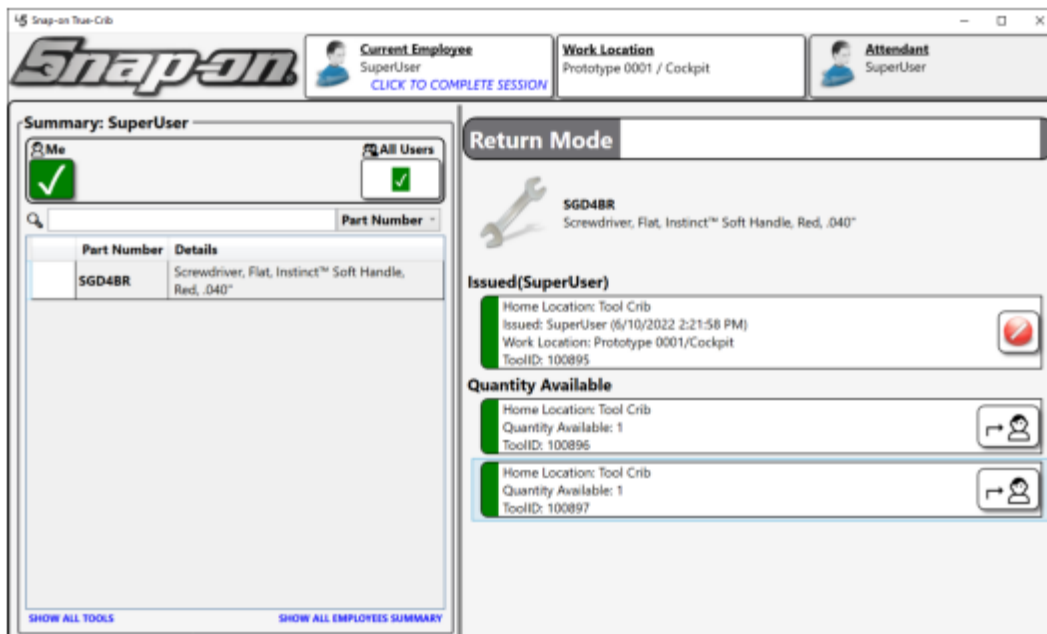 Snap-on True-Crib
Snap-on
Current Employee
SuperUser
CLICK TO COMPLETE SESSION
Work Location
Prototype 0001 / Cockpit
Attendant
SuperUser
Summary: SuperUser
Me
All Users
Part Number
Part Number Details
SGD4BR
Screwdriver, Flat, Instinct™ Soft Handle,
Red, .040"
SHOW ALL TOOLS
SHOW ALL EMPLOYEES SUMMARY
Return Mode
SGD4BR
Screwdriver, Flat, Instinct™ Soft Handle, Red, .040"
Issued(SuperUser)
Home Location: Tool Crib
Issued: SuperUser (6/10/2022 2:21:58 PM)
Work Location: Prototype 0001/Cockpit
ToolID: 100895
Quantity Available
Home Location: Tool Crib
Quantity Available: 1
ToolID: 100896
Home Location: Tool Crib
Quantity Available: 1
ToolID: 100897